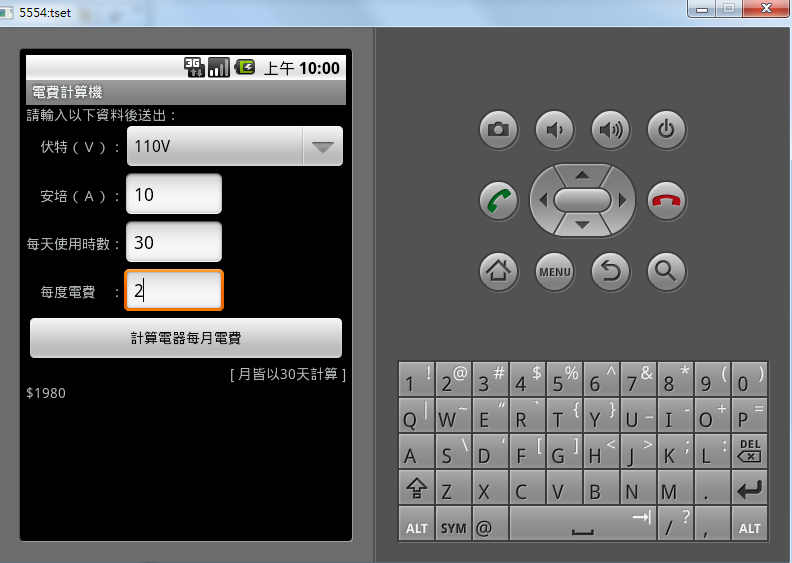 5554:tset
3G 上午 10:00
電費計算機
請輸入以下資料後送出：
伏特（Ｖ）： 110V
安培（Ａ）： 10
每天使用時數： 30
每度電費　： 2
計算電器每月電費
[ 月皆以30天計算 ]
$1980
MENU
1 ! 2 @ 3 # 4 $ 5 % 6 ^ 7 & 8 * 9 ( 0 )
Q | W ~ E “ R ` T { Y } U _ I - O + P =
A S \ D ‘ F [ G ] H < J > K ; L : DEL
Z X C V B N M .
ALT SYM @ / ? , ALT